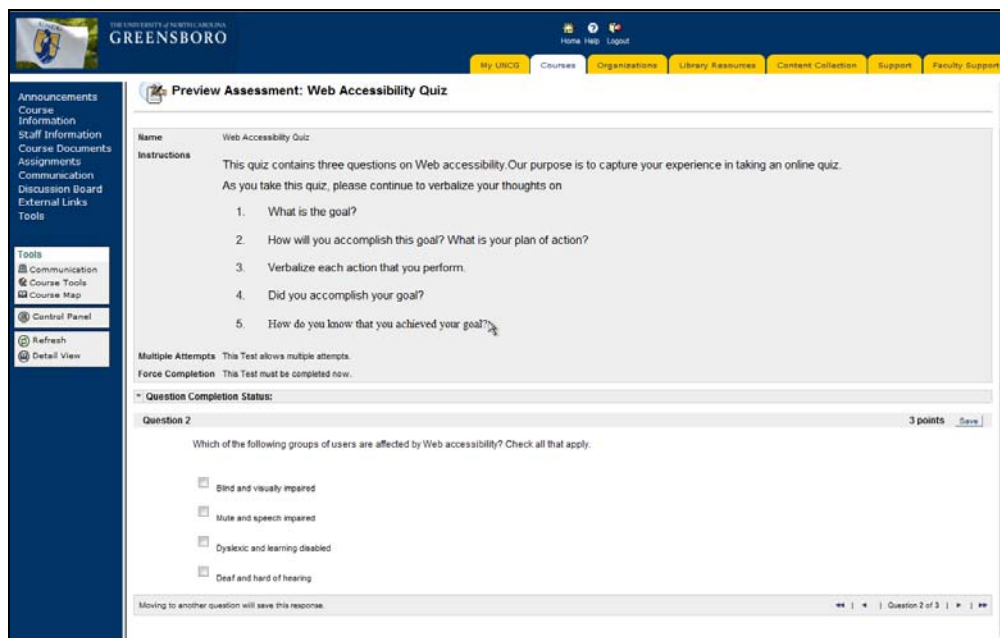 THE UNIVERSITY of NORTH CAROLINA
GREENSBORO
Home Help Logout
My UNCG Courses Organizations Library Resources Content Collection Support Faculty Support
Announcements
Course
Information
Staff Information
Course Documents
Assignments
Communication
Discussion Board
External Links
Tools
Tools
Communication
Course Tools
Course Map
Control Panel
Refresh
Detail View
Preview Assessment: Web Accessibility Quiz
Name Web Accessibility Quiz
Instructions
This quiz contains three questions on Web accessibility.Our purpose is to capture your experience in taking an online quiz.
As you take this quiz, please continue to verbalize your thoughts on
1. What is the goal?
2. How will you accomplish this goal? What is your plan of action?
3. Verbalize each action that you perform.
4. Did you accomplish your goal?
5. How do you know that you achieved your goal?
Multiple Attempts This Test allows multiple attempts.
Force Completion This Test must be completed now.
Question Completion Status:
Question 2 3 points Save
Which of the following groups of users are affected by Web accessibility? Check all that apply.
Blind and visually impaired
Mute and speech impaired
Dyslexic and learning disabled
Deaf and hard of hearing
Moving to another question will save this response. | | Question 2 of 3 | |